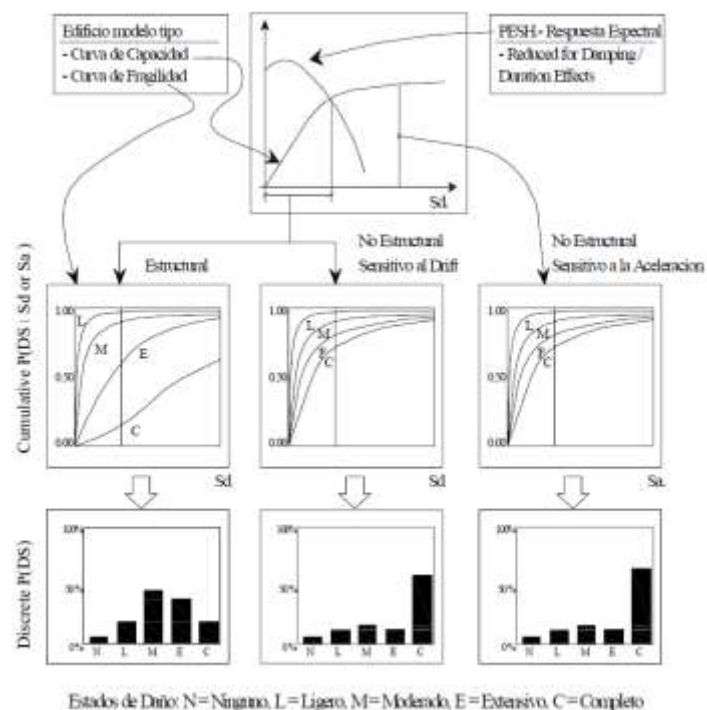 Edificio modelo tipo
- Curva de Capacidad
- Curva de Fragilidad
PESH - Respuesta Espectral
- Reduced for Damping /
Duration Effects
Sd.
Estructural
No Estructural
Sensitivo al Drift
No Estructural
Sensitivo a la Aceleracion
Cumulative P(DS | Sd or Sa)
1.00
0.50
0.00
L
M
E
C
Sd
1.00
0.50
0.00
L
M
E
C
Sd
1.00
0.50
0.00
L
M
E
C
Sa.
Discrete P(DS)
100%
50%
0%
N L M E C
100%
50%
0%
N L M E C
100%
50%
0%
N L M E C
Estados de Daño: N = Ninguno, L = Ligero, M = Moderado, E = Extensivo, C = Completo